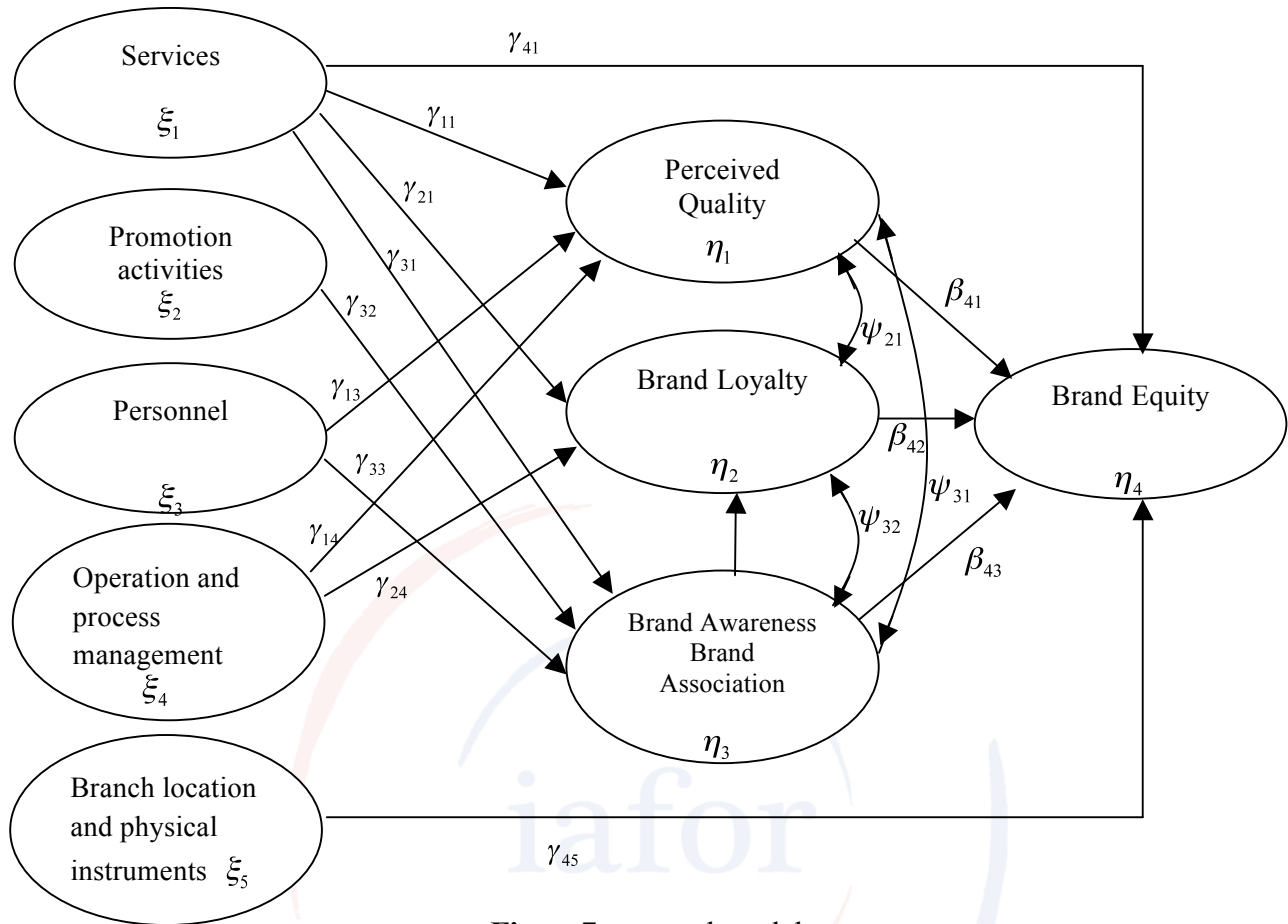 Services
ξ₁
Promotion
activities
ξ₂
Personnel
ξ₃
Operation and
process
management
ξ₄
Branch location
and physical
instruments ξ₅
γ₄₁
γ₁₁
γ₂₁
γ₃₁
γ₃₂
γ₁₃
γ₃₃
γ₁₄
γ₂₄
γ₄₅
Perceived
Quality
η₁
Brand Loyalty
η₂
Brand Awareness
Brand
Association
η₃
ψ₂₁
ψ₃₂
ψ₃₁
β₄₁
β₄₂
β₄₃
Brand Equity
η₄
iafor